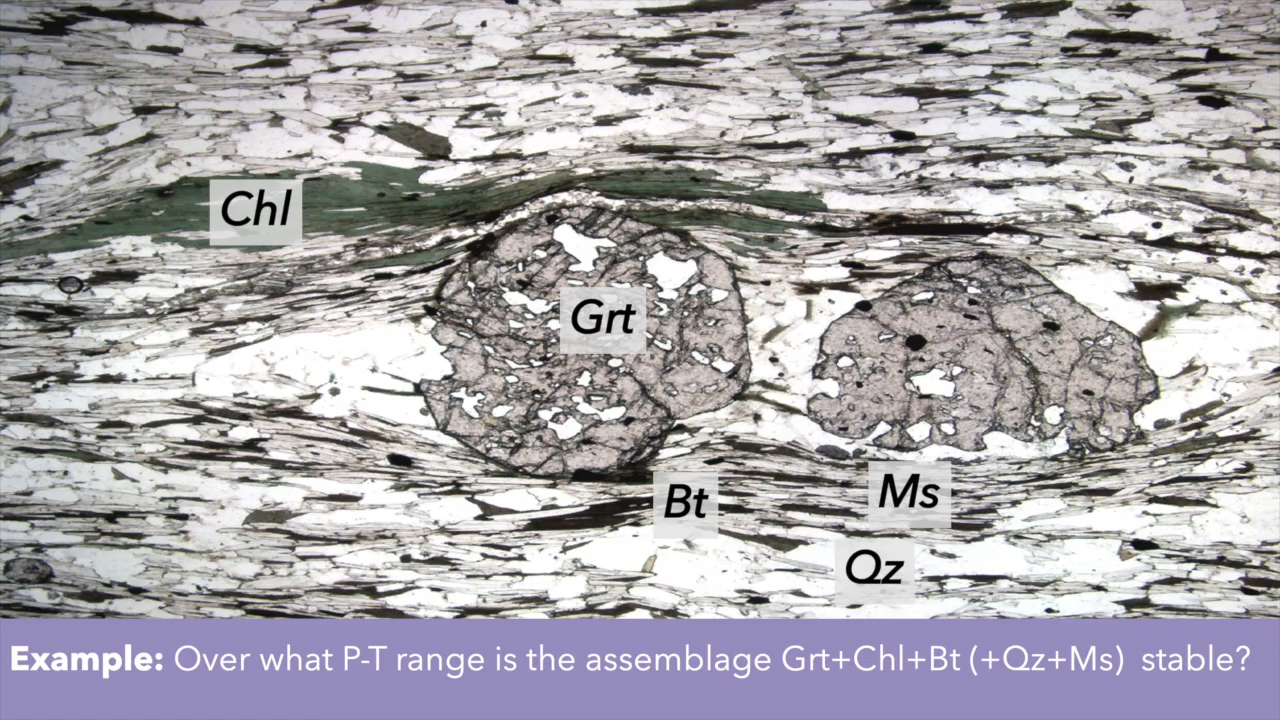 Chl
Grt
Bt
Ms
Qz
Example: Over what P-T range is the assemblage Grt+Chl+Bt (+Qz+Ms) stable?